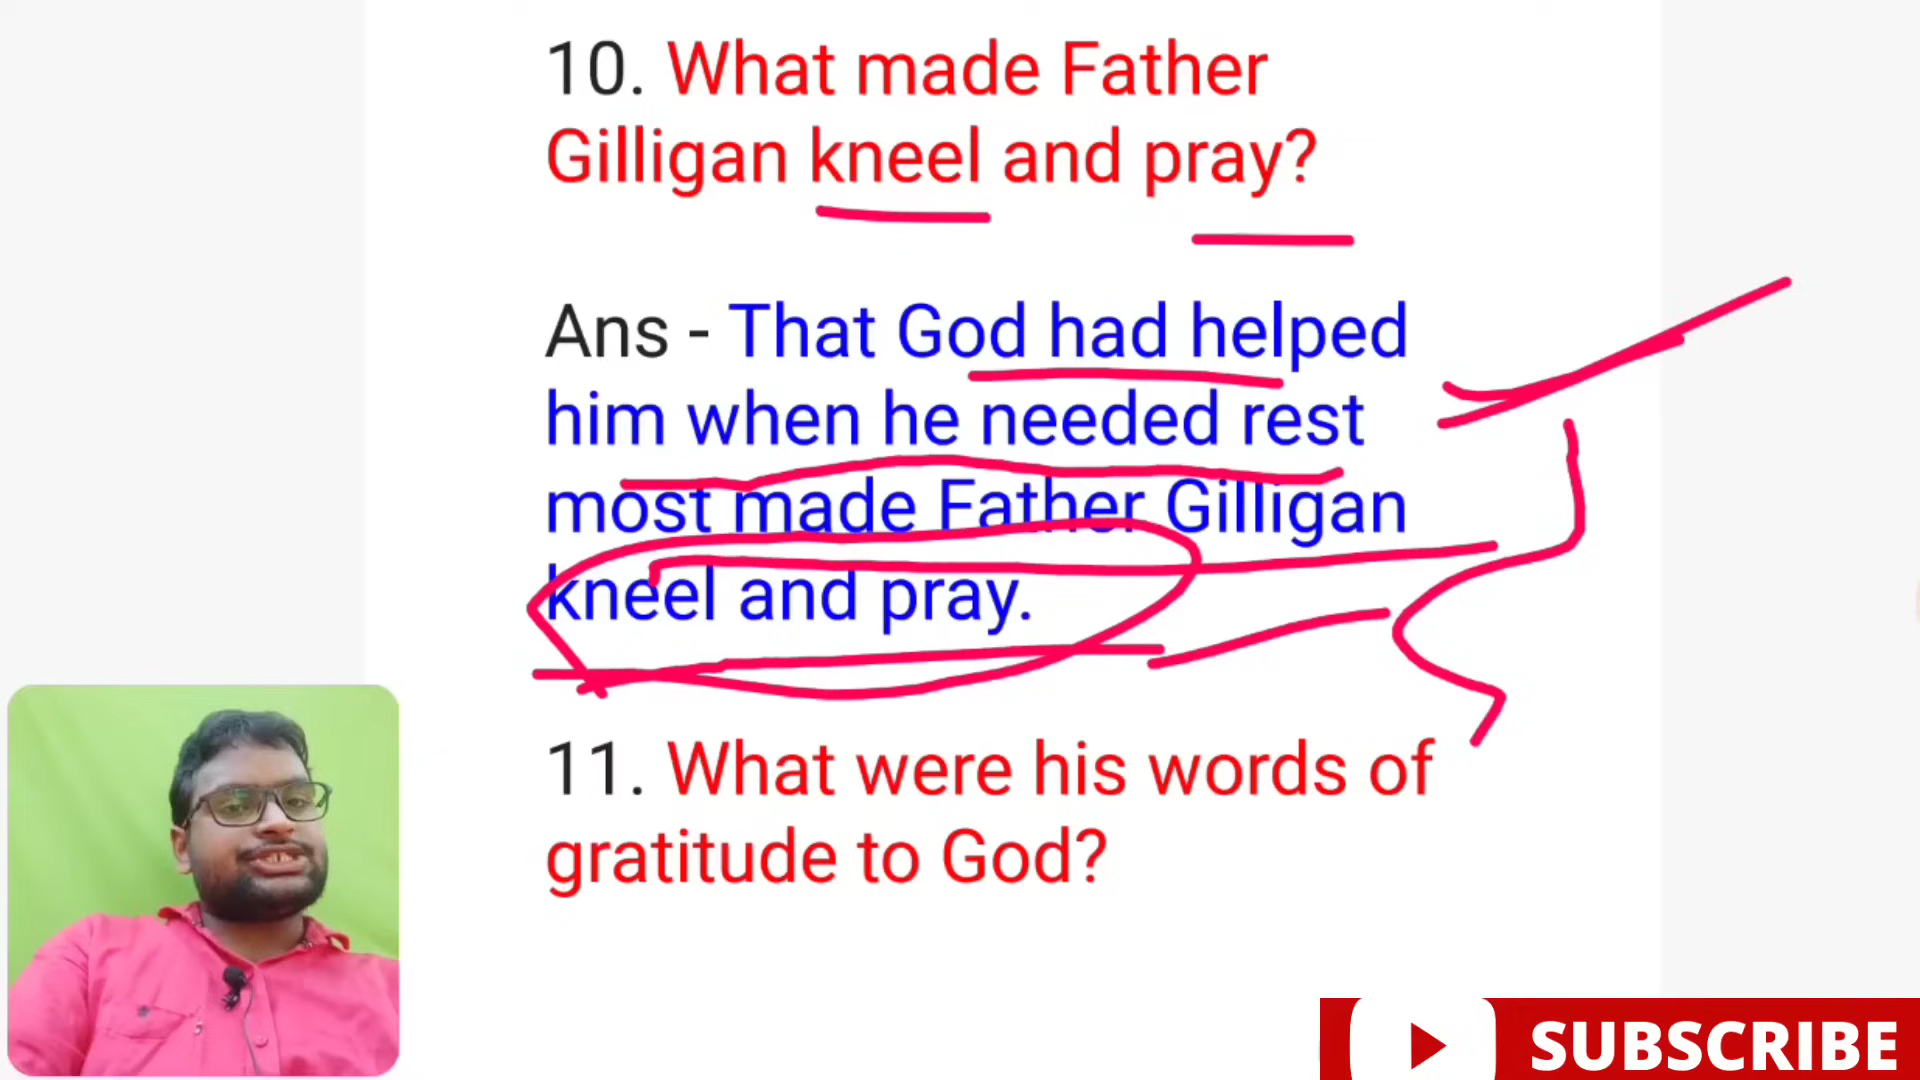 10. What made Father
Gilligan kneel and pray?
Ans - That God had helped
him when he needed rest
most made Father Gilligan
kneel and pray.
11. What were his words of
gratitude to God?
SUBSCRIBE